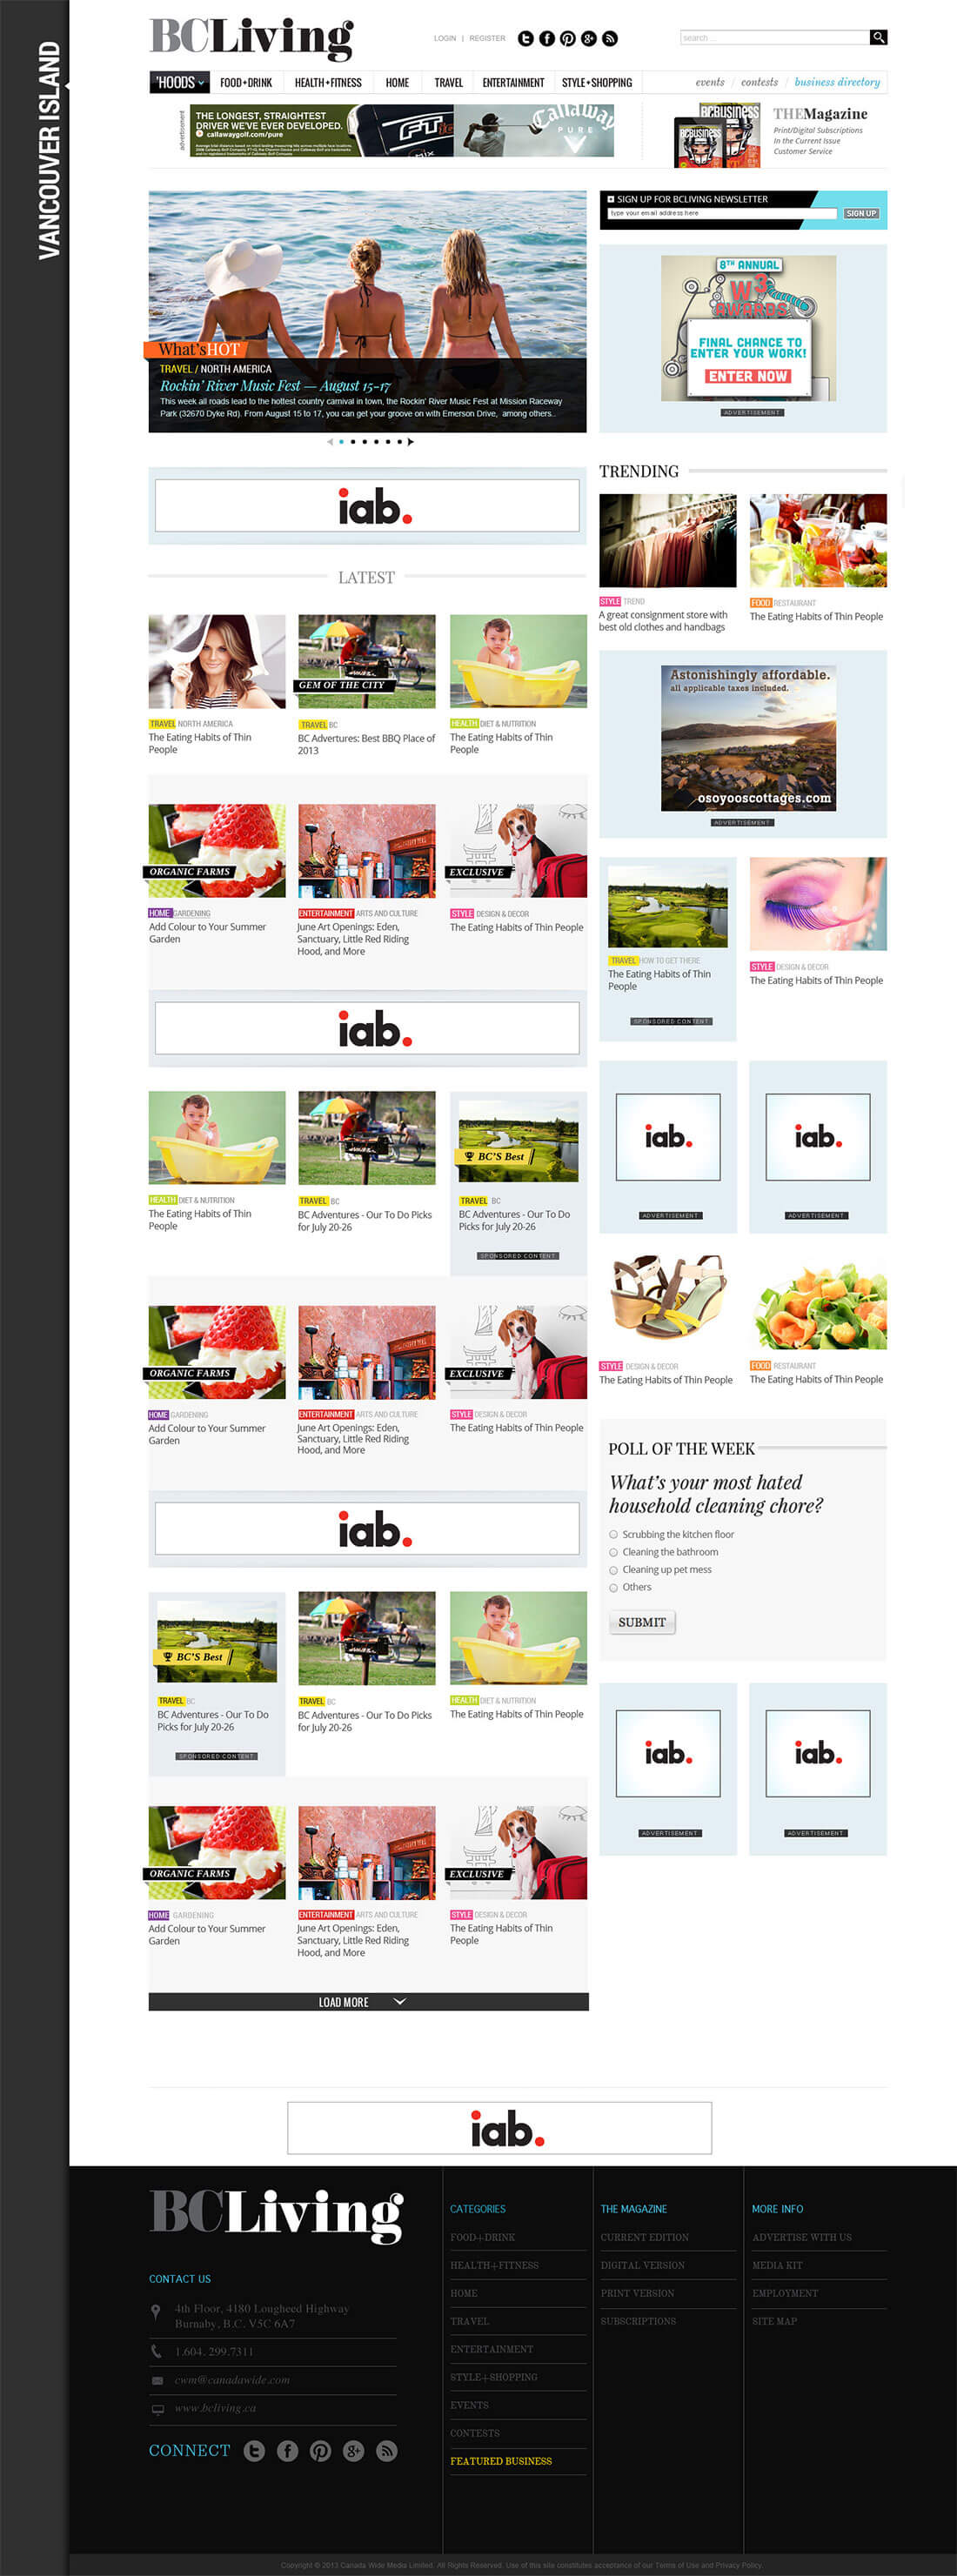 VANCOUVER ISLAND
BCLiving
LOGIN | REGISTER
search ...
'HOODS FOOD+DRINK HEALTH+FITNESS HOME TRAVEL ENTERTAINMENT STYLE+SHOPPING events / contests / business directory
advertisement
THE LONGEST, STRAIGHTEST
DRIVER WE'VE EVER DEVELOPED.
callawaygolf.com/pure
Callaway
PURE
BCBUSINESS
BCBUSINESS
THEMagazine
Print/Digital Subscriptions
In the Current Issue
Customer Service
What's HOT
TRAVEL / NORTH AMERICA
Rockin' River Music Fest — August 15-17
This week all roads lead to the hottest country carnival in town, the Rockin' River Music Fest at Mission Raceway
Park (32670 Dyke Rd). From August 15 to 17, you can get your groove on with Emerson Drive, among others..
SIGN UP FOR BCLIVING NEWSLETTER
type your email address here
SIGN UP
8TH ANNUAL
W3
AWARDS
FINAL CHANCE TO
ENTER YOUR WORK!
ENTER NOW
ADVERTISEMENT
iab.
LATEST
TRAVEL NORTH AMERICA
The Eating Habits of Thin
People
GEM OF THE CITY
TRAVEL BC
BC Advertures: Best BBQ Place of
2013
HEALTH DIET & NUTRITION
The Eating Habits of Thin
People
ORGANIC FARMS
HOME GARDENING
Add Colour to Your Summer
Garden
ENTERTAINMENT ARTS AND CULTURE
June Art Openings: Eden,
Sanctuary, Little Red Riding
Hood, and More
EXCLUSIVE
STYLE DESIGN & DECOR
The Eating Habits of Thin People
iab.
HEALTH DIET & NUTRITION
The Eating Habits of Thin
People
TRAVEL BC
BC Adventures - Our To Do Picks
for July 20-26
BC'S Best
TRAVEL BC
BC Adventures - Our To Do
Picks for July 20-26
SPONSORED CONTENT
ORGANIC FARMS
HOME GARDENING
Add Colour to Your Summer
Garden
ENTERTAINMENT ARTS AND CULTURE
June Art Openings: Eden,
Sanctuary, Little Red Riding
Hood, and More
EXCLUSIVE
STYLE DESIGN & DECOR
The Eating Habits of Thin People
iab.
BC'S Best
TRAVEL BC
BC Adventures - Our To Do
Picks for July 20-26
SPONSORED CONTENT
TRAVEL BC
BC Adventures - Our To Do Picks
for July 20-26
HEALTH DIET & NUTRITION
The Eating Habits of Thin People
ORGANIC FARMS
HOME GARDENING
Add Colour to Your Summer
Garden
ENTERTAINMENT ARTS AND CULTURE
June Art Openings: Eden,
Sanctuary, Little Red Riding
Hood, and More
EXCLUSIVE
STYLE DESIGN & DECOR
The Eating Habits of Thin
People
LOAD MORE
TRENDING
STYLE TREND
A great consignment store with
best old clothes and handbags
FOOD RESTAURANT
The Eating Habits of Thin People
Astonishingly affordable.
all applicable taxes included.
osoyooscottages.com
ADVERTISEMENT
TRAVEL HOW TO GET THERE
The Eating Habits of Thin
People
SPONSORED CONTENT
STYLE DESIGN & DECOR
The Eating Habits of Thin People
iab.
ADVERTISEMENT
iab.
ADVERTISEMENT
STYLE DESIGN & DECOR
The Eating Habits of Thin People
FOOD RESTAURANT
The Eating Habits of Thin People
POLL OF THE WEEK
What's your most hated
household cleaning chore?
Scrubbing the kitchen floor
Cleaning the bathroom
Cleaning up pet mess
Others
SUBMIT
iab.
ADVERTISEMENT
iab.
ADVERTISEMENT
iab.
BCLiving
CONTACT US
4th Floor, 4180 Lougheed Highway
Burnaby, B.C. V5C 6A7
1.604. 299.7311
cwm@canadawide.com
www.bcliving.ca
CONNECT
CATEGORIES
FOOD+DRINK
HEALTH+FITNESS
HOME
TRAVEL
ENTERTAINMENT
STYLE+SHOPPING
EVENTS
CONTESTS
FEATURED BUSINESS
THE MAGAZINE
CURRENT EDITION
DIGITAL VERSION
PRINT VERSION
SUBSCRIPTIONS
MORE INFO
ADVERTISE WITH US
MEDIA KIT
EMPLOYMENT
SITE MAP
Copyright © 2013 Canada Wide Media Limited. All Rights Reserved. Use of this site constitutes acceptance of our Terms of Use and Privacy Policy.